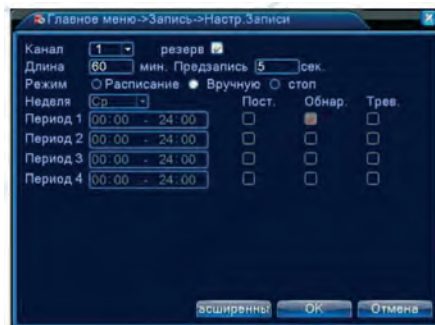 Главное меню->Запись->Настр.Записи
Канал 1 резерв
Длина 60 мин. Предзапись 5 сек.
Режим Расписание Вручную стоп
Неделя Ср Пост. Обнар. Трев.
Период 1 00:00 - 24:00
Период 2 00:00 - 24:00
Период 3 00:00 - 24:00
Период 4 00:00 - 24:00
асширенны ОК Отмена